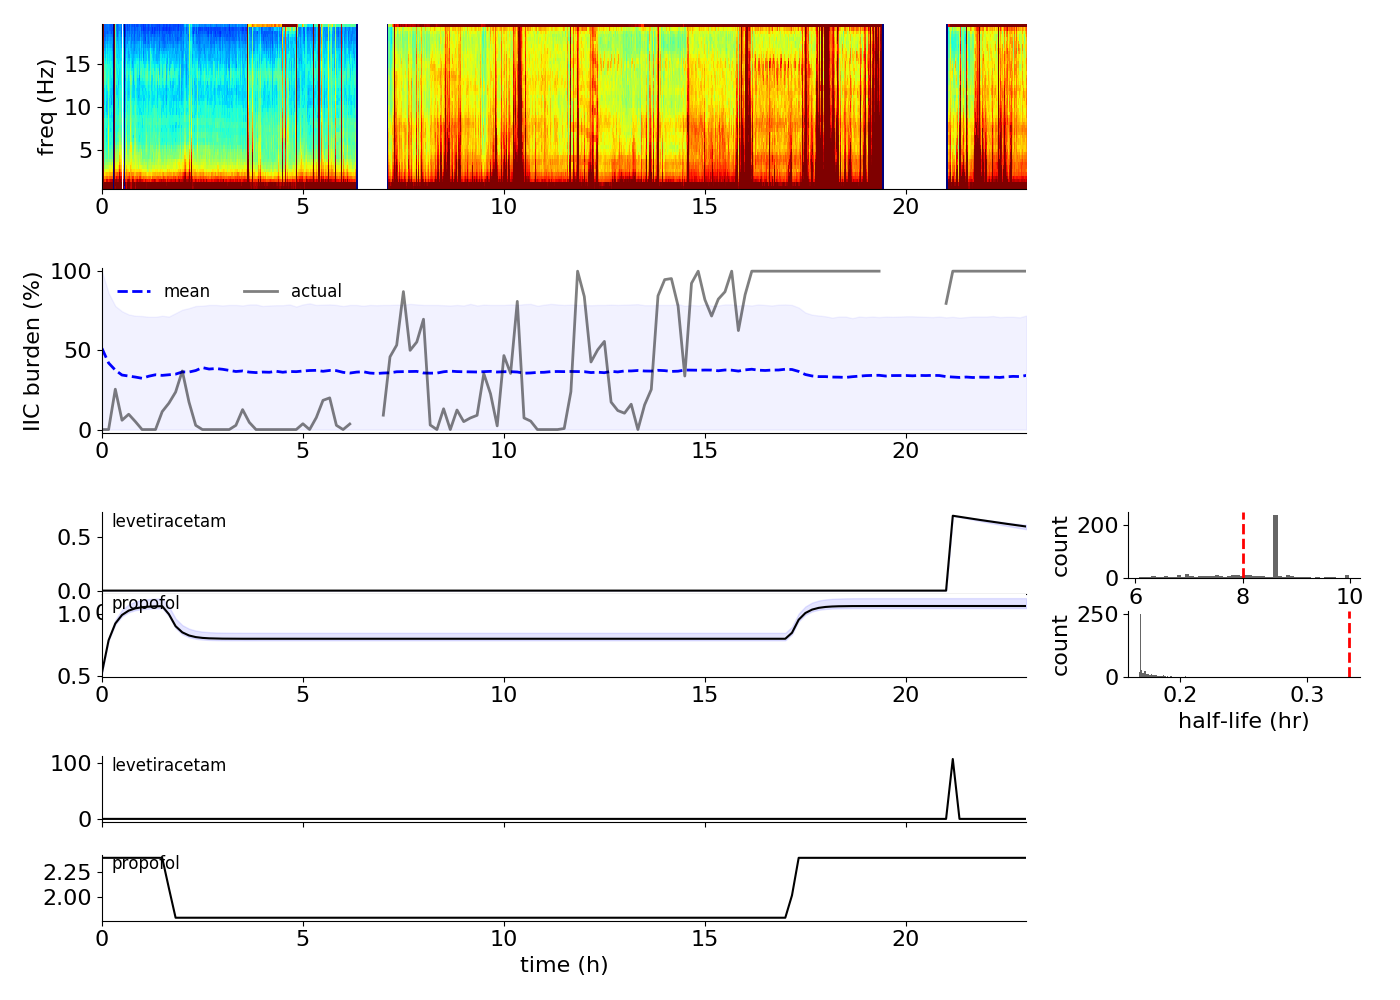 freq (Hz)
15
10
5
0 5 10 15 20
IIC burden (%)
100
50
0
mean actual
0 5 10 15 20
levetiracetam
0.5
0.0
count
200
0
6 8 10
propofol
1.0
0.5
0 5 10 15 20
count
250
0
0.2 0.3
half-life (hr)
levetiracetam
100
0
propofol
2.25
2.00
0 5 10 15 20
time (h)